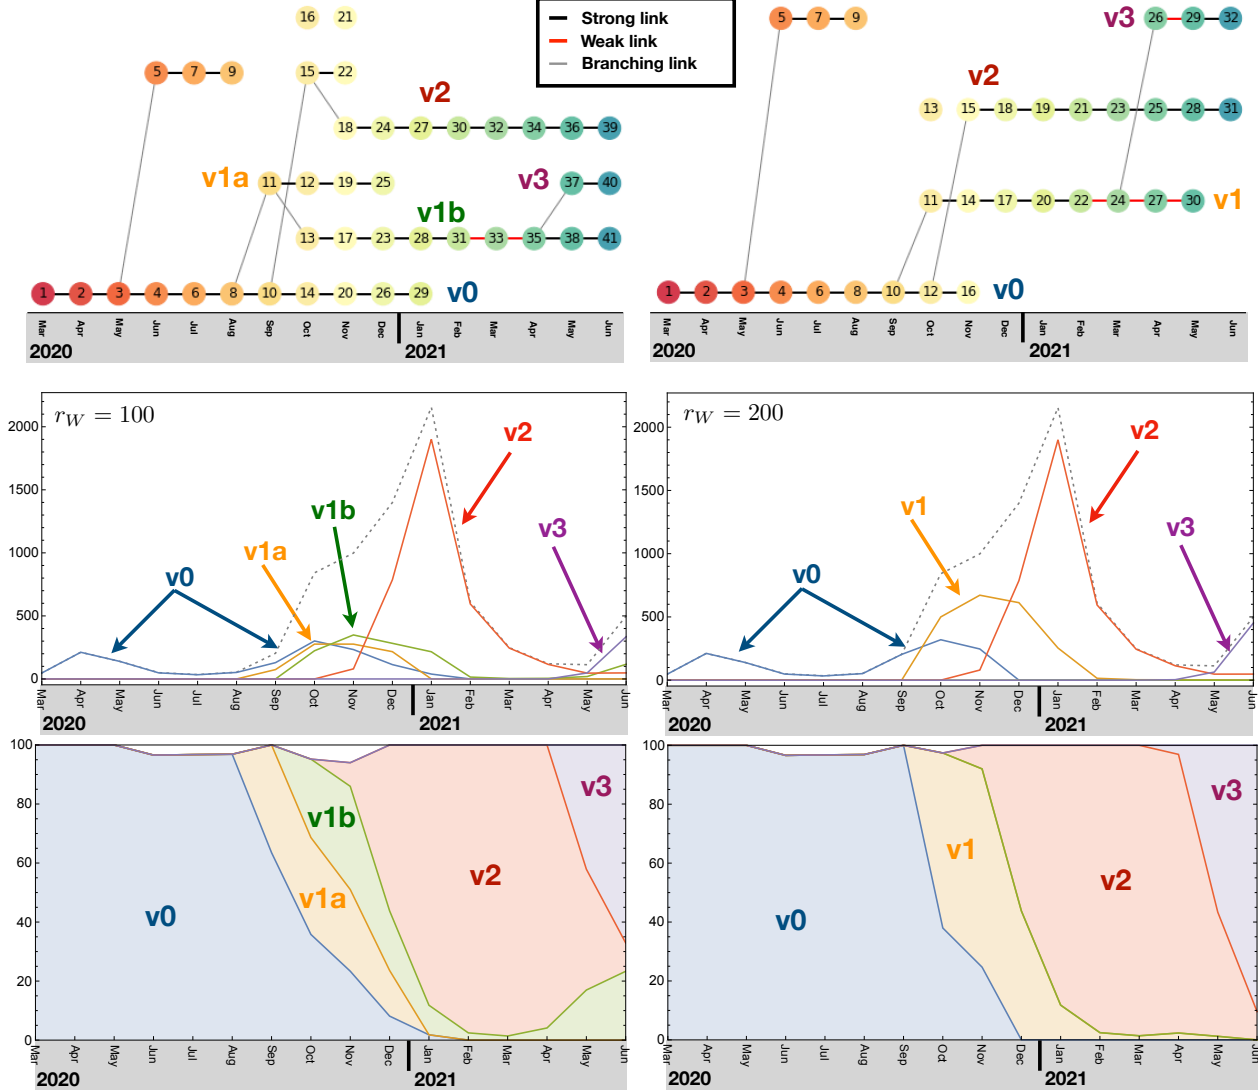 16 21
Strong link
Weak link
Branching link
5 7 9
15 22
v2
18 24 27 30 32 34 36 39
v1a
11 12 19 25
v3
37 40
v1b
13 17 23 28 31 33 35 38 41
1 2 3 4 6 8 10 14 20 26 29
v0
Mar Apr May Jun Jul Aug Sep Oct Nov Dec Jan Feb Mar Apr May Jun
2020 2021
5 7 9
v3
26 29 32
v2
13 15 18 19 21 23 25 28 31
11 14 17 20 22 24 27 30
v1
1 2 3 4 6 8 10 12 16
v0
Mar Apr May Jun Jul Aug Sep Oct Nov Dec Jan Feb Mar Apr May Jun
2020 2021
r_W = 100
2000
1500
1000
500
0
v2
v1b
v3
v1a
v0
Mar Apr May Jun Jul Aug Sep Oct Nov Dec Jan Feb Mar Apr May Jun
2020 2021
r_W = 200
2000
1500
1000
500
0
v2
v1
v3
v0
Mar Apr May Jun Jul Aug Sep Oct Nov Dec Jan Feb Mar Apr May Jun
2020 2021
100
80
60
40
20
0
v3
v1b
v2
v1a
v0
Mar Apr May Jun Jul Aug Sep Oct Nov Dec Jan Feb Mar Apr May Jun
2020 2021
100
80
60
40
20
0
v3
v1
v2
v0
Mar Apr May Jun Jul Aug Sep Oct Nov Dec Jan Feb Mar Apr May Jun
2020 2021